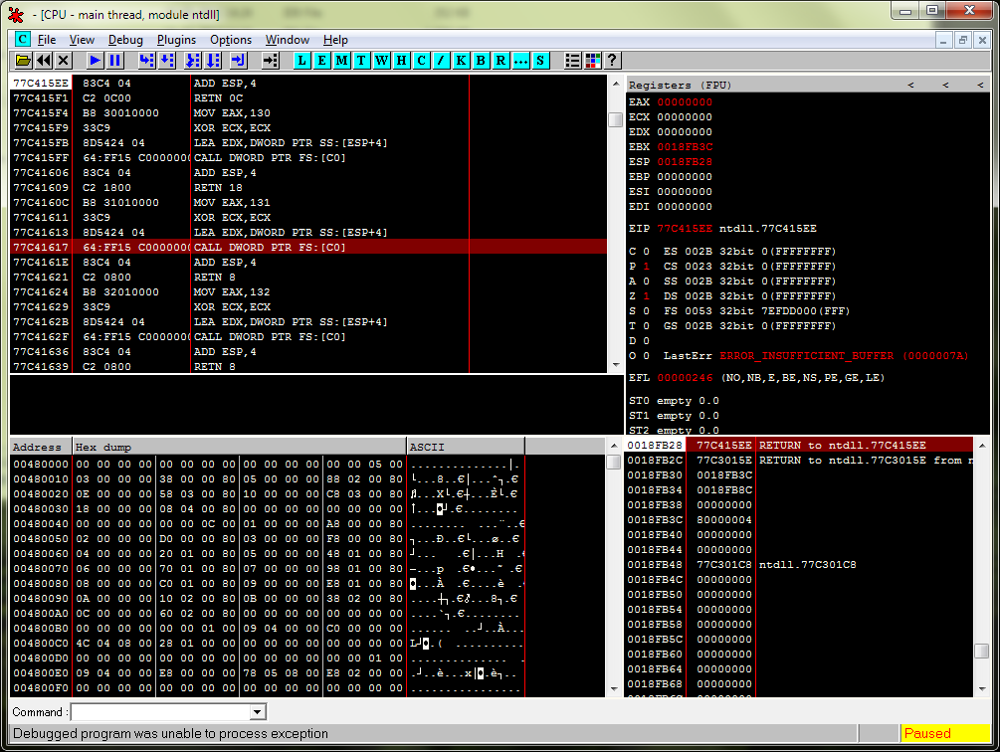 - [CPU - main thread, module ntdll]
C File View Debug Plugins Options Window Help
L E M T W H C / K B R ... S ?
77C415EE 83C4 04 ADD ESP,4
77C415F1 C2 0C00 RETN 0C
77C415F4 B8 30010000 MOV EAX,130
77C415F9 33C9 XOR ECX,ECX
77C415FB 8D5424 04 LEA EDX,DWORD PTR SS:[ESP+4]
77C415FF 64:FF15 C0000000 CALL DWORD PTR FS:[C0]
77C41606 83C4 04 ADD ESP,4
77C41609 C2 1800 RETN 18
77C4160C B8 31010000 MOV EAX,131
77C41611 33C9 XOR ECX,ECX
77C41613 8D5424 04 LEA EDX,DWORD PTR SS:[ESP+4]
77C41617 64:FF15 C0000000 CALL DWORD PTR FS:[C0]
77C4161E 83C4 04 ADD ESP,4
77C41621 C2 0800 RETN 8
77C41624 B8 32010000 MOV EAX,132
77C41629 33C9 XOR ECX,ECX
77C4162B 8D5424 04 LEA EDX,DWORD PTR SS:[ESP+4]
77C4162F 64:FF15 C0000000 CALL DWORD PTR FS:[C0]
77C41636 83C4 04 ADD ESP,4
77C41639 C2 0800 RETN 8
Registers (FPU) < < <
EAX 00000000
ECX 00000000
EDX 00000000
EBX 0018FB3C
ESP 0018FB28
EBP 00000000
ESI 00000000
EDI 00000000
EIP 77C415EE ntdll.77C415EE
C 0 ES 002B 32bit 0(FFFFFFFF)
P 1 CS 0023 32bit 0(FFFFFFFF)
A 0 SS 002B 32bit 0(FFFFFFFF)
Z 1 DS 002B 32bit 0(FFFFFFFF)
S 0 FS 0053 32bit 7EFDD000(FFF)
T 0 GS 002B 32bit 0(FFFFFFFF)
D 0
O 0 LastErr ERROR_INSUFFICIENT_BUFFER (0000007A)
EFL 00000246 (NO,NB,E,BE,NS,PE,GE,LE)
ST0 empty 0.0
ST1 empty 0.0
ST2 empty 0.0
Address Hex dump ASCII
00480000 00 00 00 00 00 00 00 00 00 00 00 00 00 00 05 00
00480010 03 00 00 00 38 00 00 80 05 00 00 00 88 02 00 80
00480020 0E 00 00 00 58 03 00 80 10 00 00 00 C8 03 00 80
00480030 18 00 00 00 08 04 00 80 00 00 00 00 00 00 00 00
00480040 00 00 00 00 00 00 0C 00 01 00 00 00 A8 00 00 80
00480050 02 00 00 00 D0 00 00 80 03 00 00 00 F8 00 00 80
00480060 04 00 00 00 20 01 00 80 05 00 00 00 48 01 00 80
00480070 06 00 00 00 70 01 00 80 07 00 00 00 98 01 00 80
00480080 08 00 00 00 C0 01 00 80 09 00 00 00 E8 01 00 80
00480090 0A 00 00 00 10 02 00 80 0B 00 00 00 38 02 00 80
004800A0 0C 00 00 00 60 02 00 80 00 00 00 00 00 00 00 00
004800B0 00 00 00 00 00 00 01 00 09 04 00 00 C0 00 00 00
004800C0 4C 04 08 00 28 01 00 00 00 00 00 00 00 00 00 00
004800D0 00 00 00 00 00 00 00 00 00 00 00 00 00 00 01 00
004800E0 09 04 00 00 E8 00 00 00 78 05 08 00 E8 02 00 00
004800F0 00 00 00 00 00 00 00 00 00 00 00 00 00 00 00 00
0018FB28 77C415EE RETURN to ntdll.77C415EE
0018FB2C 77C3015E RETURN to ntdll.77C3015E from n
0018FB30 0018FB3C
0018FB34 0018FB8C
0018FB38 00000000
0018FB3C 80000004
0018FB40 00000000
0018FB44 00000000
0018FB48 77C301C8 ntdll.77C301C8
0018FB4C 00000000
0018FB50 00000000
0018FB54 00000000
0018FB58 00000000
0018FB5C 00000000
0018FB60 00000000
0018FB64 00000000
0018FB68 00000000
Command :
Debugged program was unable to process exception Paused